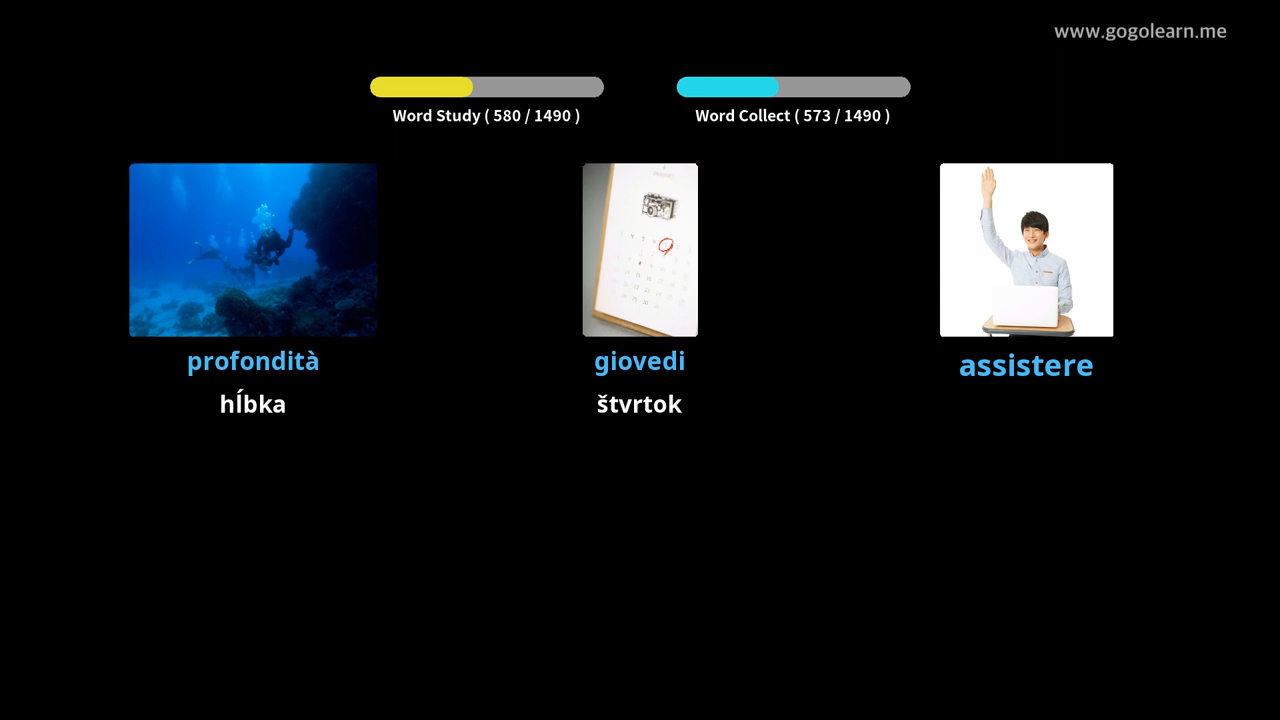 www.gogolearn.me
Word Study ( 580 / 1490 )
Word Collect ( 573 / 1490 )
profondità
giovedi
assistere
hĺbka
štvrtok